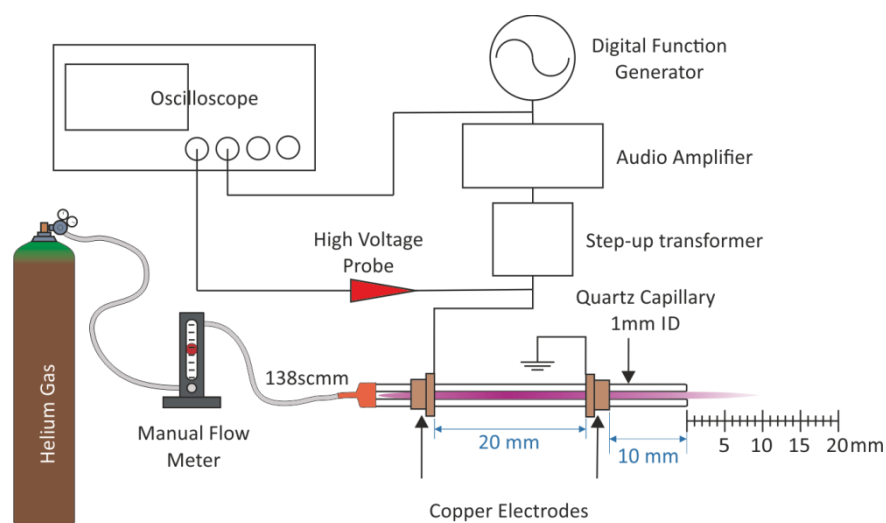 Digital Function
Generator
Oscilloscope
Audio Amplifier
High Voltage
Probe
Step-up transformer
Quartz Capillary
1mm ID
138scmm
Helium Gas
Manual Flow
Meter
20 mm
10 mm
5 10 15 20mm
Copper Electrodes